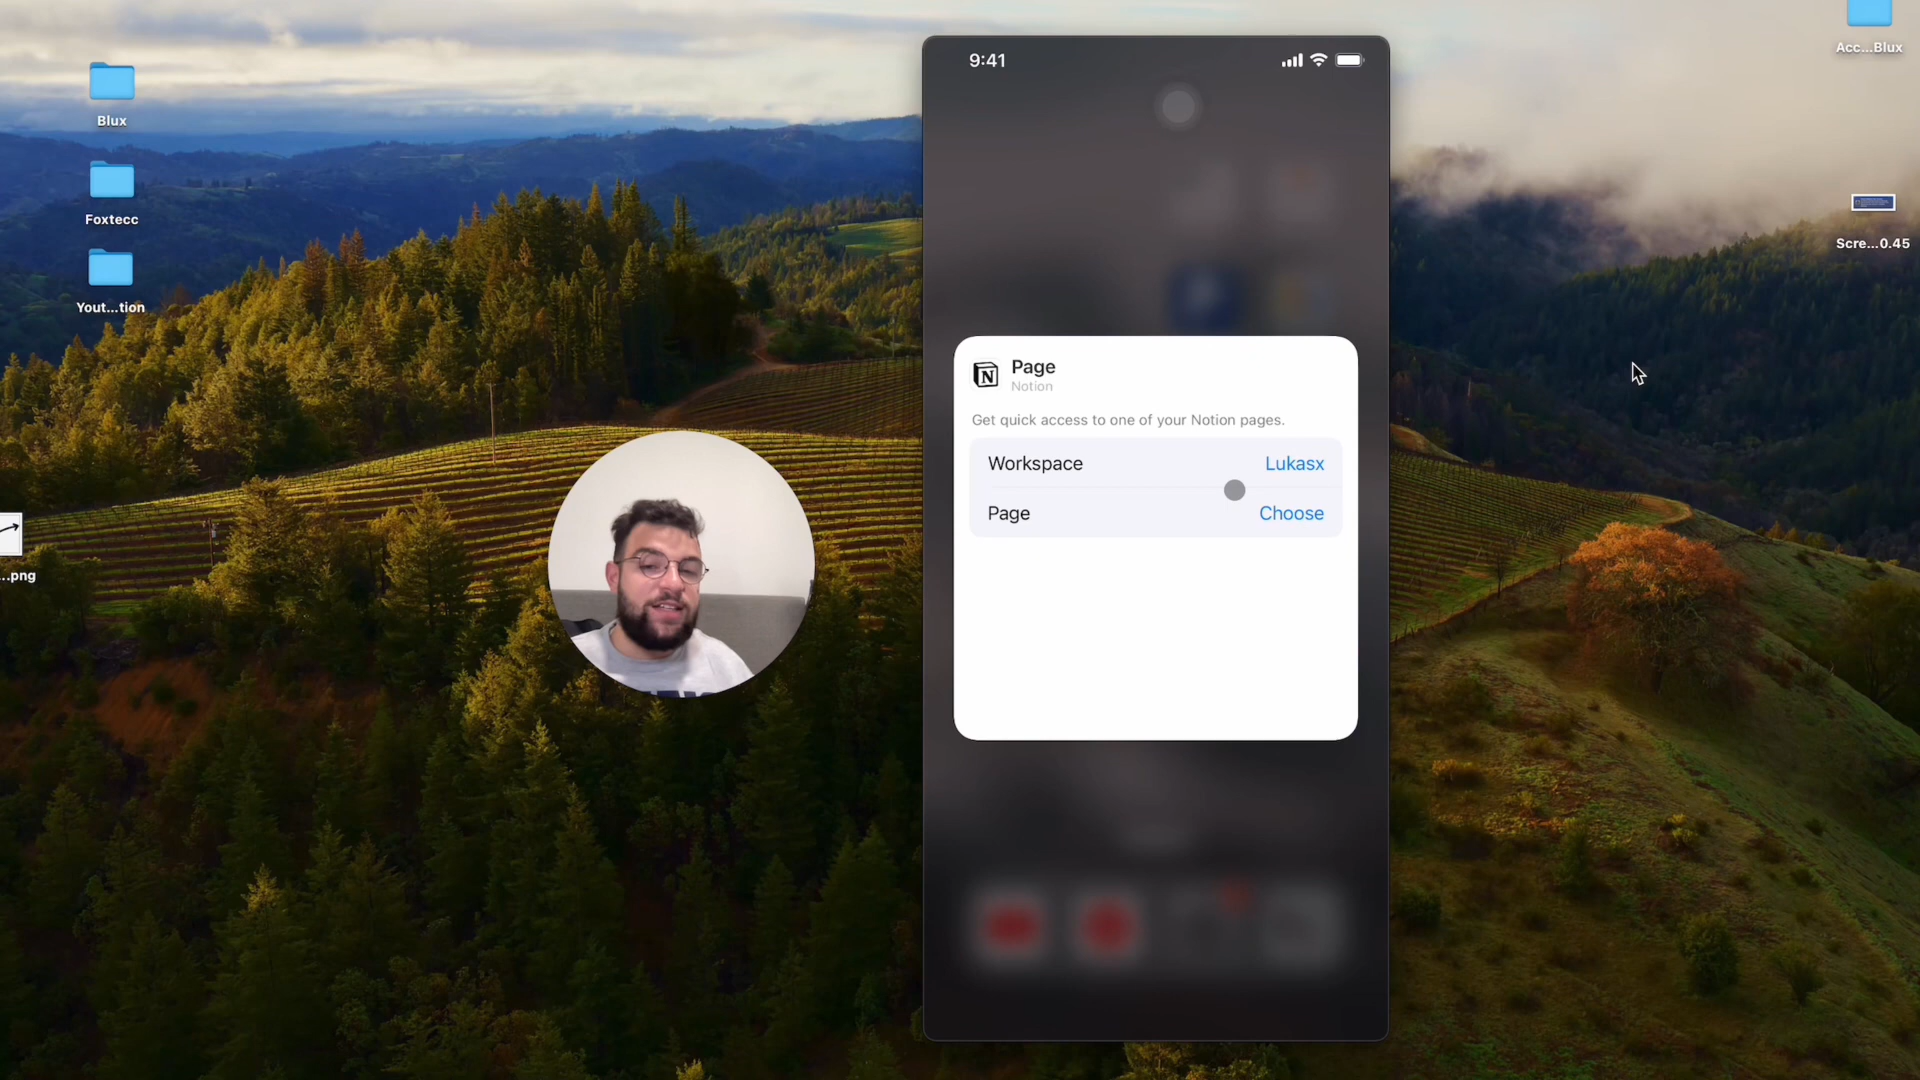 Blux
Foxtecc
Yout...tion
...png
9:41
Page
Notion
Get quick access to one of your Notion pages.
Workspace
Lukasx
Page
Choose
Acc...Blux
Scre...0.45